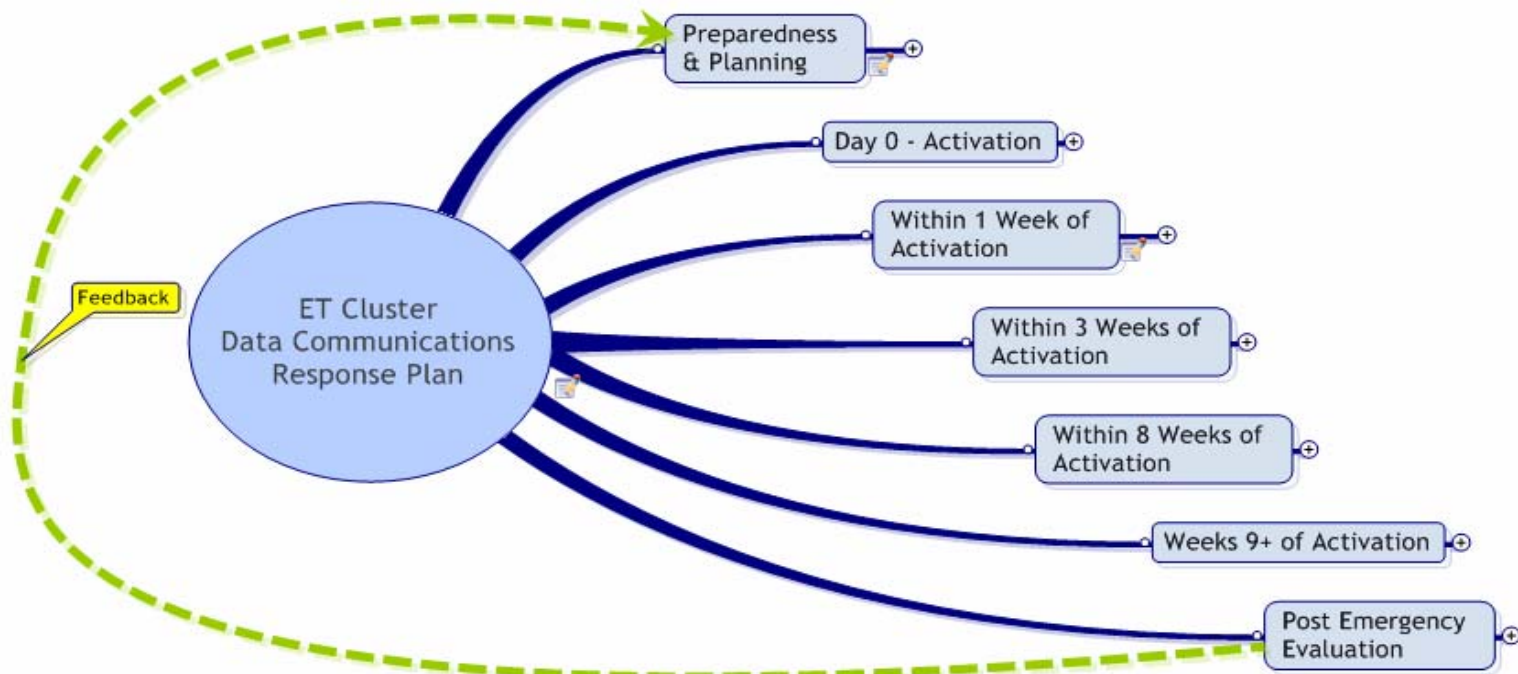 Preparedness
& Planning
Day 0 - Activation
Within 1 Week of
Activation
Feedback
ET Cluster
Data Communications
Response Plan
Within 3 Weeks of
Activation
Within 8 Weeks of
Activation
Weeks 9+ of Activation
Post Emergency
Evaluation